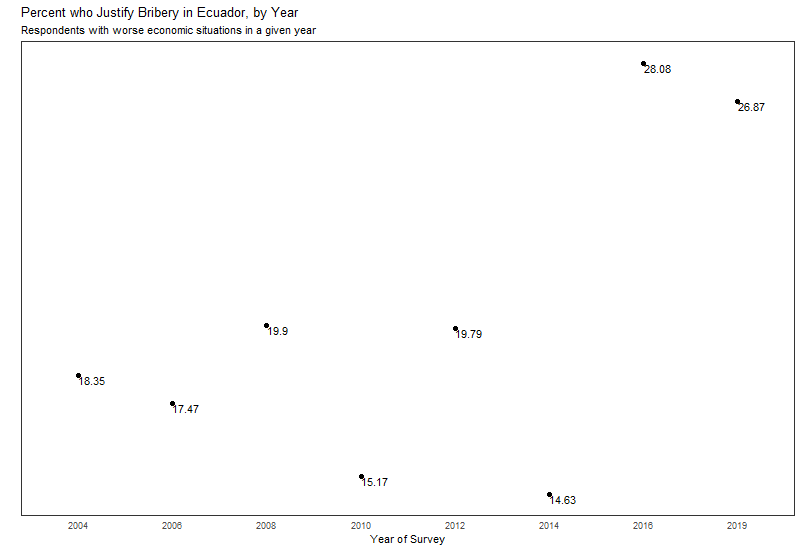 Percent who Justify Bribery in Ecuador, by Year
Respondents with worse economic situations in a given year
28.08
26.87
19.9
19.79
18.35
17.47
15.17
14.63
2004 2006 2008 2010 2012 2014 2016 2019
Year of Survey